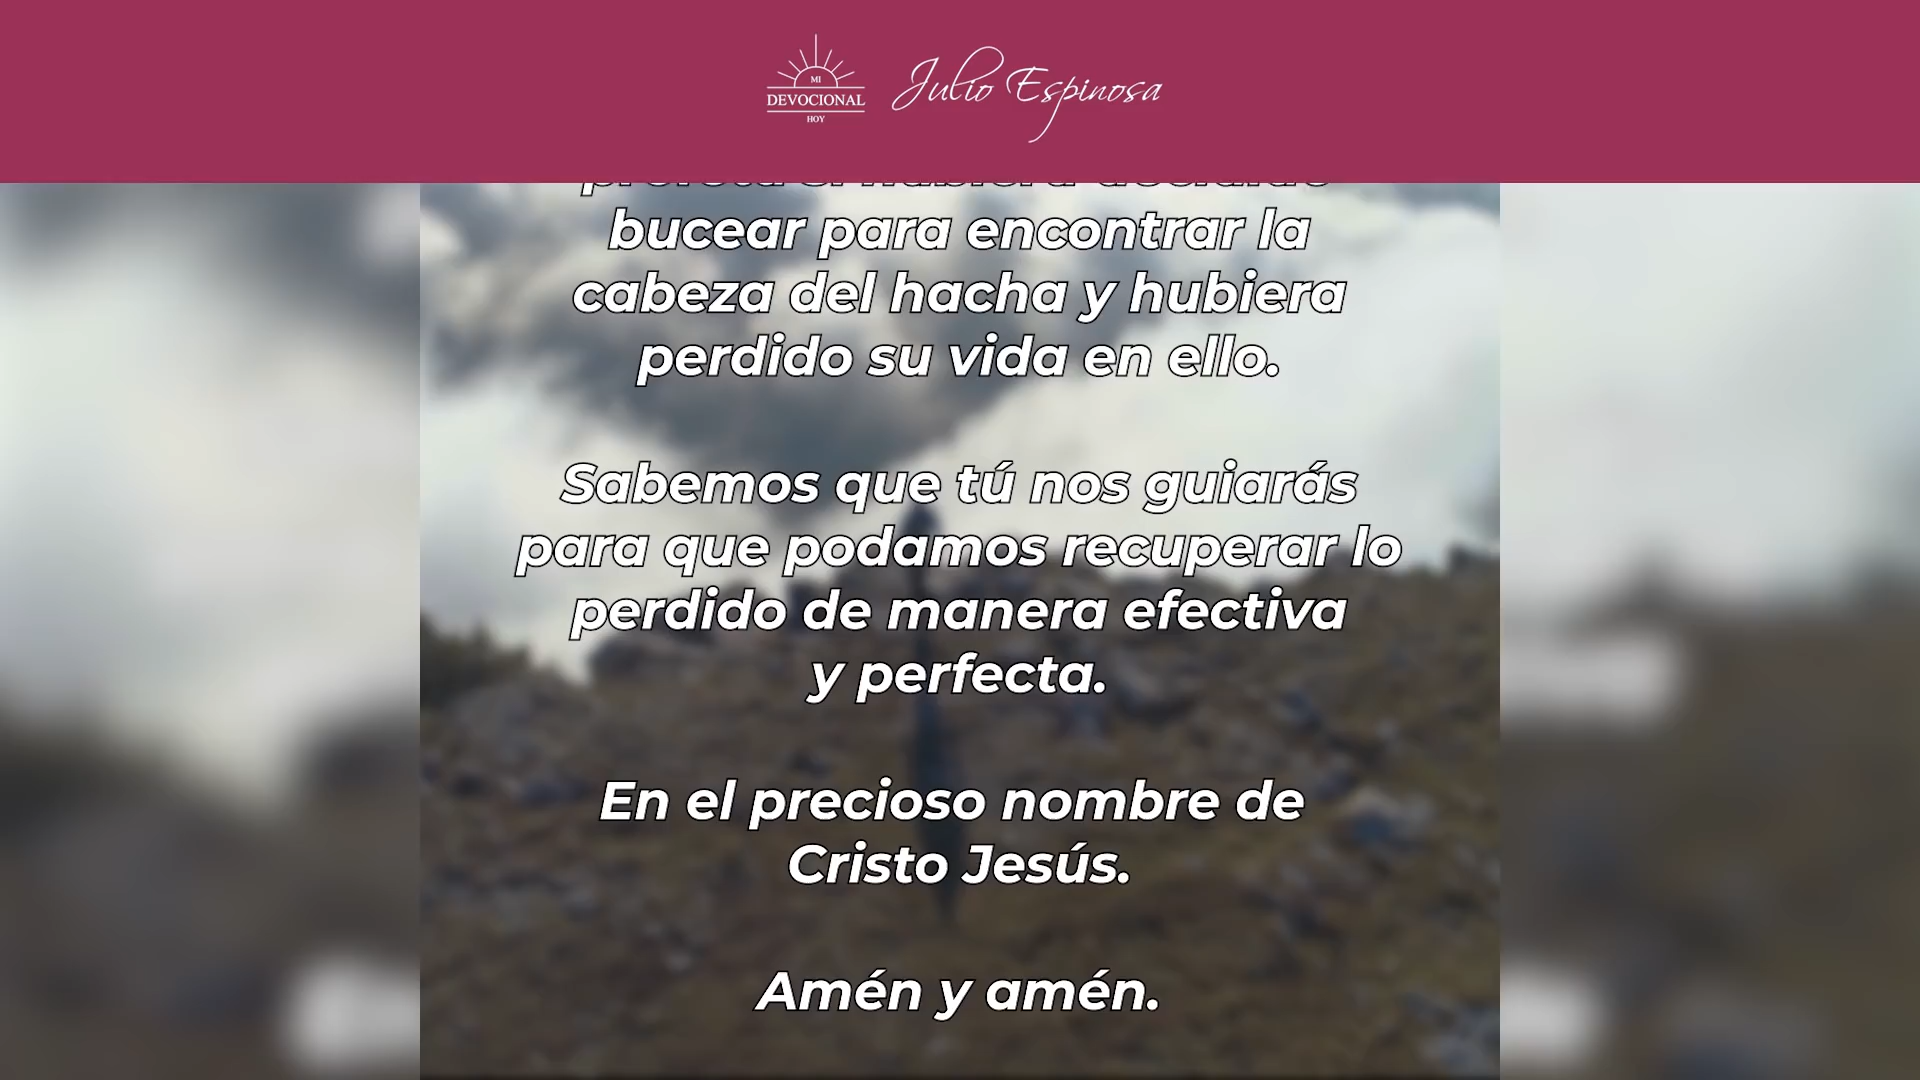 MI
DEVOCIONAL
HOY
Julio Espinosa
bucear para encontrar la
cabeza del hacha y hubiera
perdido su vida en ello.
Sabemos que tú nos guiarás
para que podamos recuperar lo
perdido de manera efectiva
y perfecta.
En el precioso nombre de
Cristo Jesús.
Amén y amén.